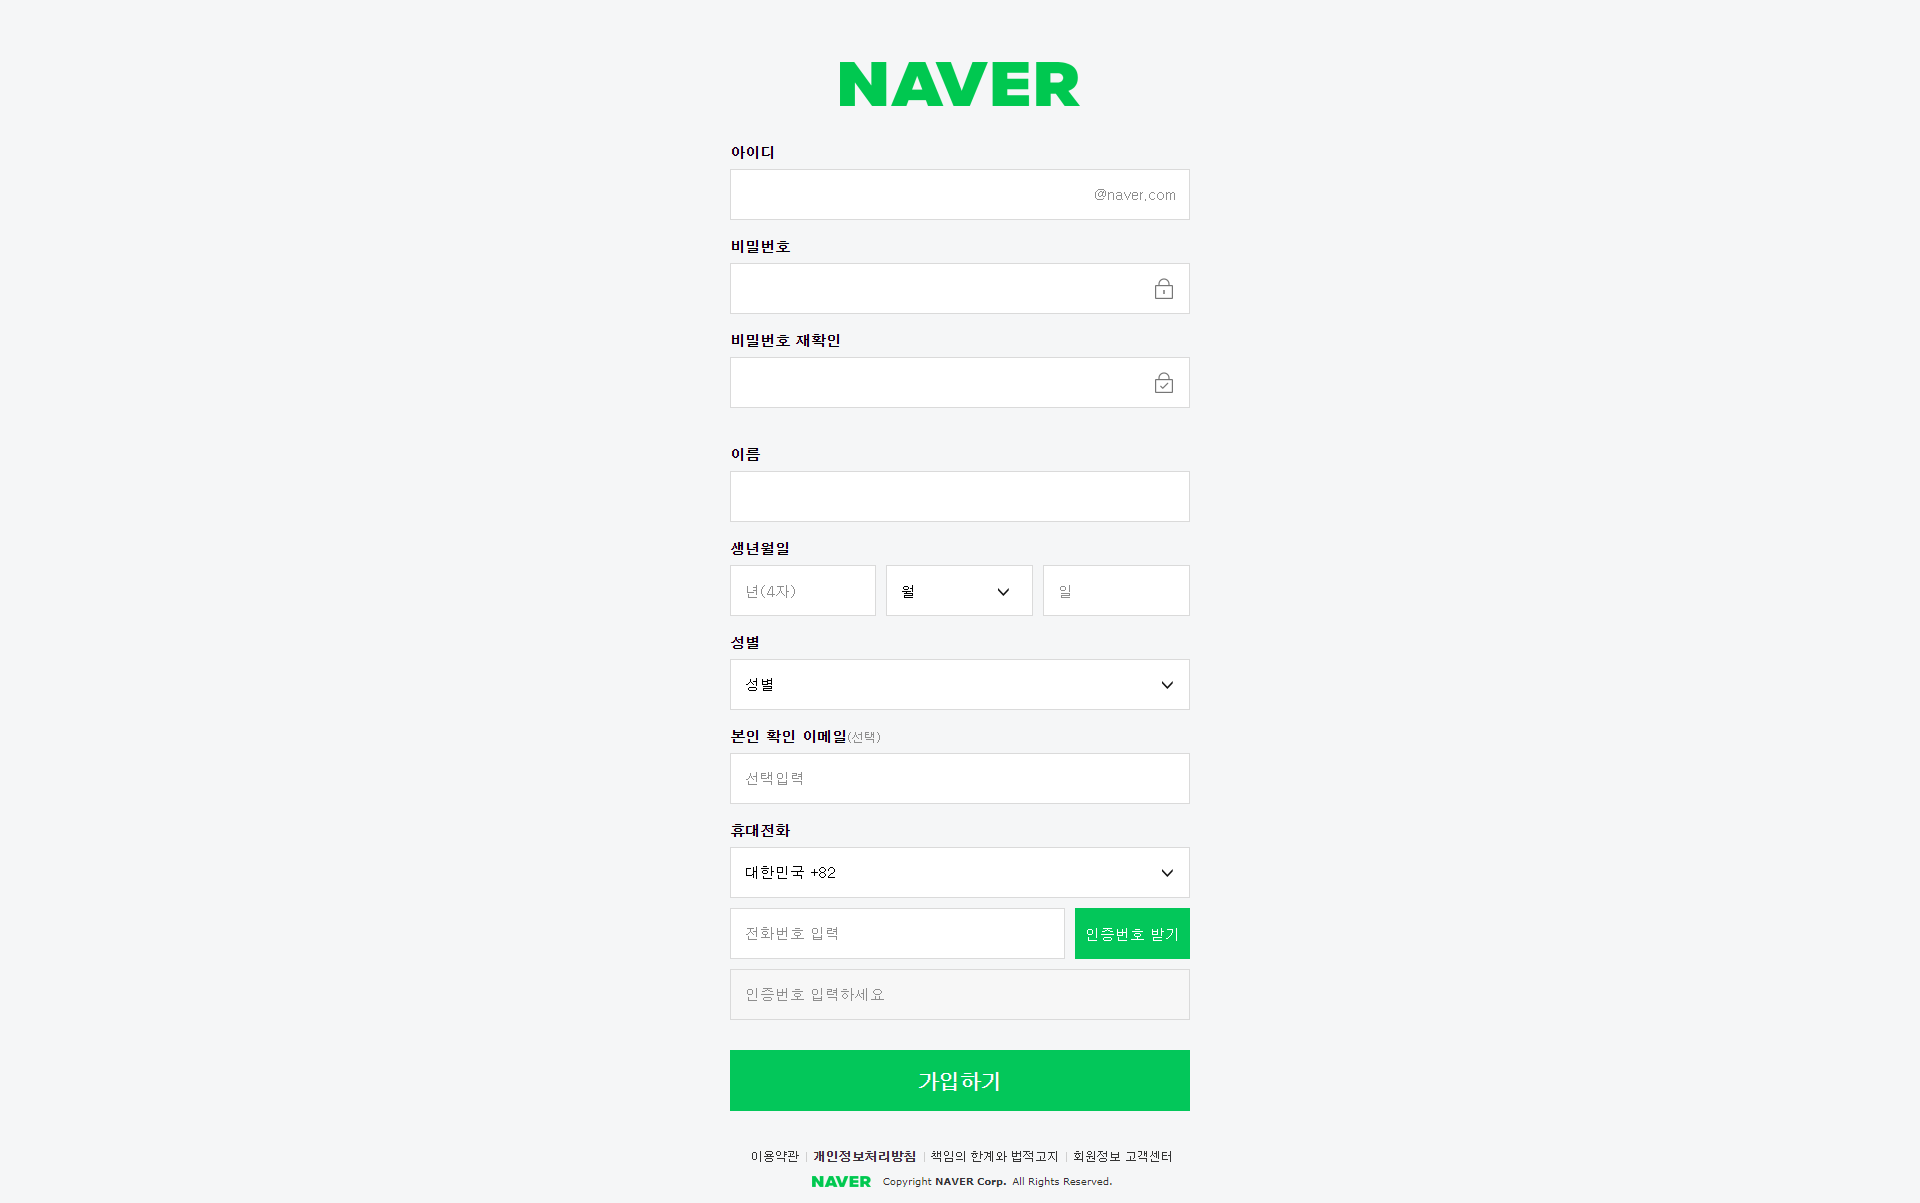 NAVER
아이디
@naver.com
비밀번호
비밀번호 재확인
이름
생년월일
년(4자) 월 일
성별
성별
본인 확인 이메일(선택)
선택입력
휴대전화
대한민국 +82
전화번호 입력 인증번호 받기
인증번호 입력하세요
가입하기
이용약관 | 개인정보처리방침 | 책임의 한계와 법적고지 | 회원정보 고객센터
NAVER Copyright NAVER Corp. All Rights Reserved.